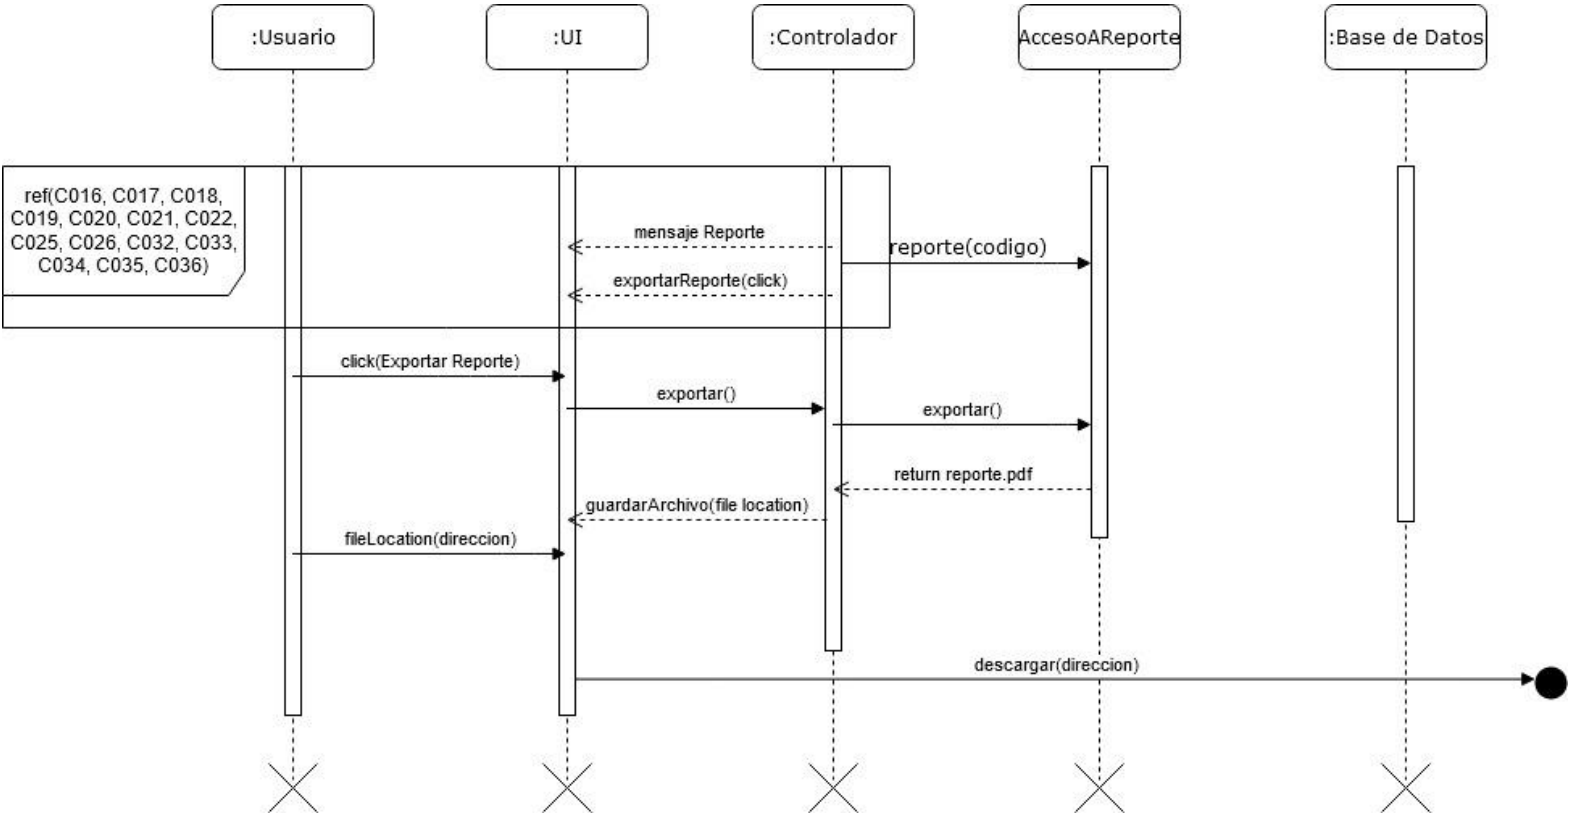 :Usuario
:UI
:Controlador
AccesoAReporte
:Base de Datos
ref(C016, C017, C018,
C019, C020, C021, C022,
C025, C026, C032, C033,
C034, C035, C036)
mensaje Reporte
reporte(codigo)
exportarReporte(click)
click(Exportar Reporte)
exportar()
exportar()
return reporte.pdf
guardarArchivo(file location)
fileLocation(direccion)
descargar(direccion)